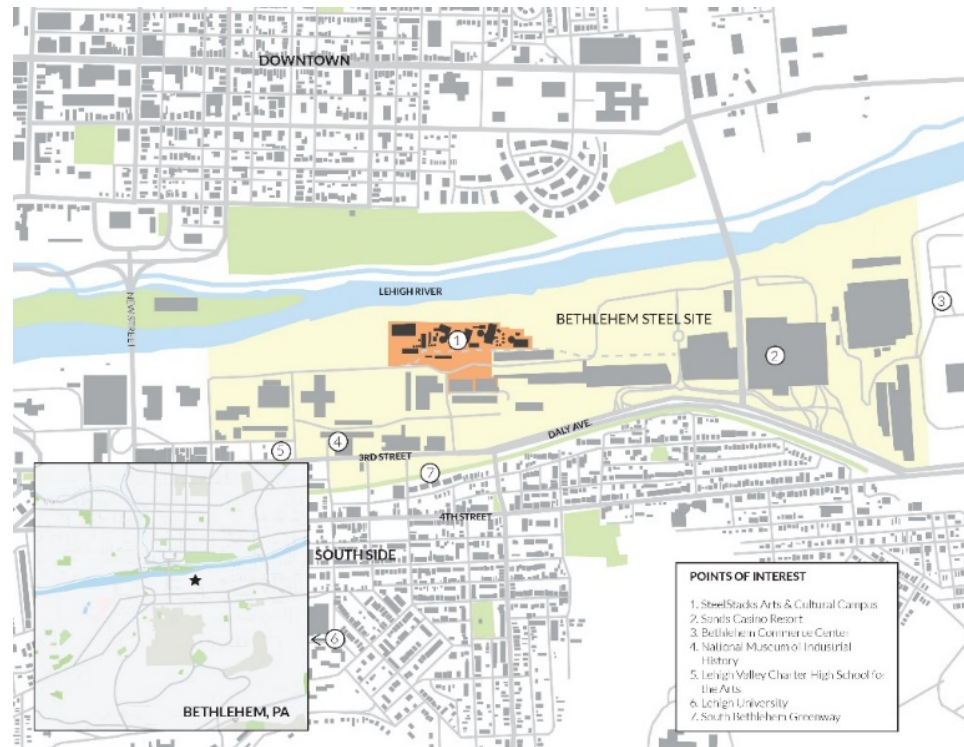 DOWNTOWN
LEHIGH RIVER
NEW STREET
BETHLEHEM STEEL SITE
1
2
3
4
5
3RD STREET
DALY AVE.
7
4TH STREET
SOUTH SIDE
6
BETHLEHEM, PA
POINTS OF INTEREST
1. SteelStacks Arts & Cultural Campus
2. Sands Casino Resort
3. Bethlehem Commerce Center
4. National Museum of Industrial
History
5. Lehigh Valley Charter High School for
the Arts
6. Lehigh University
7. South Bethlehem Greenway